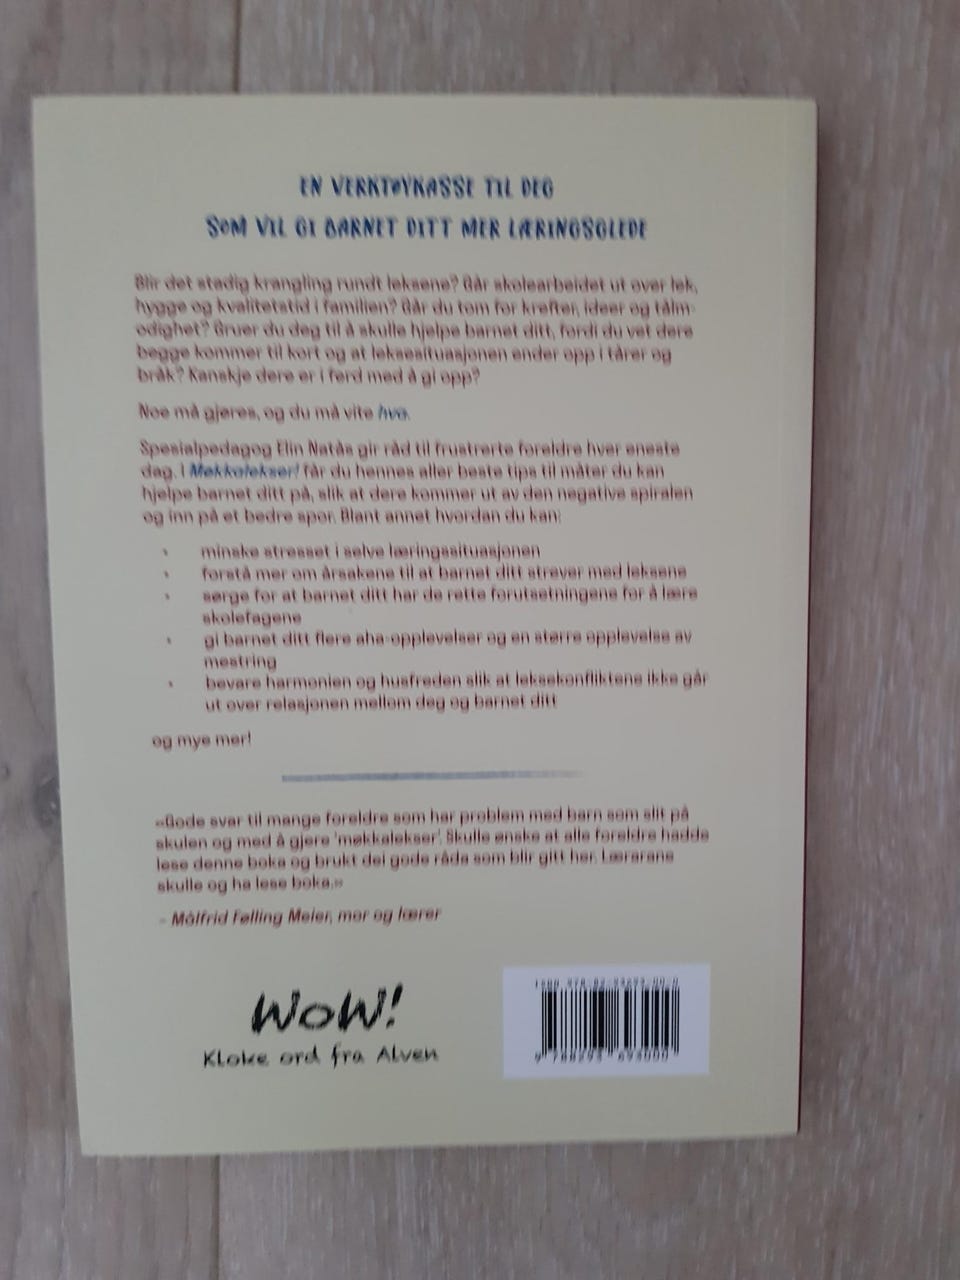 EN VERKTØYKASSE TIL DEG
SOM VIL GI BARNET DITT MER LÆRINGSGLEDE
Blir det stadig krangling rundt leksene? Går skolearbeidet ut over lek,
hygge og kvalitetstid i familien? Går du tom for krefter, ideer og tålm-
odighet? Gruer du deg til å skulle hjelpe barnet ditt, fordi du vet dere
begge kommer til kort og at leksesituasjonen ender opp i tårer og
bråk? Kanskje dere er i ferd med å gi opp?
Noe må gjøres, og du må vite hva.
Spesialpedagog Elin Natås gir råd til frustrerte foreldre hver eneste
dag. I Møkkalekser! får du hennes aller beste tips til måter du kan
hjelpe barnet ditt på, slik at dere kommer ut av den negative spiralen
og inn på et bedre spor. Blant annet hvordan du kan:
• minske stresset i selve læringssituasjonen
• forstå mer om årsakene til at barnet ditt strever med leksene
• sørge for at barnet ditt har de rette forutsetningene for å lære
skolefagene
• gi barnet ditt flere aha-opplevelser og en større opplevelse av
mestring
• bevare harmonien og husfreden slik at leksekonfliktene ikke går
ut over relasjonen mellom deg og barnet ditt
og mye mer!
«Gode svar til mange foreldre som har problem med barn som slit på
skulen og med å gjere 'møkkalekser'. Skulle ønske at alle foreldre hadde
lese denne boka og brukt dei gode råda som blir gitt her. Lærarane
skulle og ha lese boka.»
– Målfrid Følling Meier, mor og lærer
WOW!
Kloke ord fra Alven
ISBN 978-82-93693-00-0
9 788293 693000